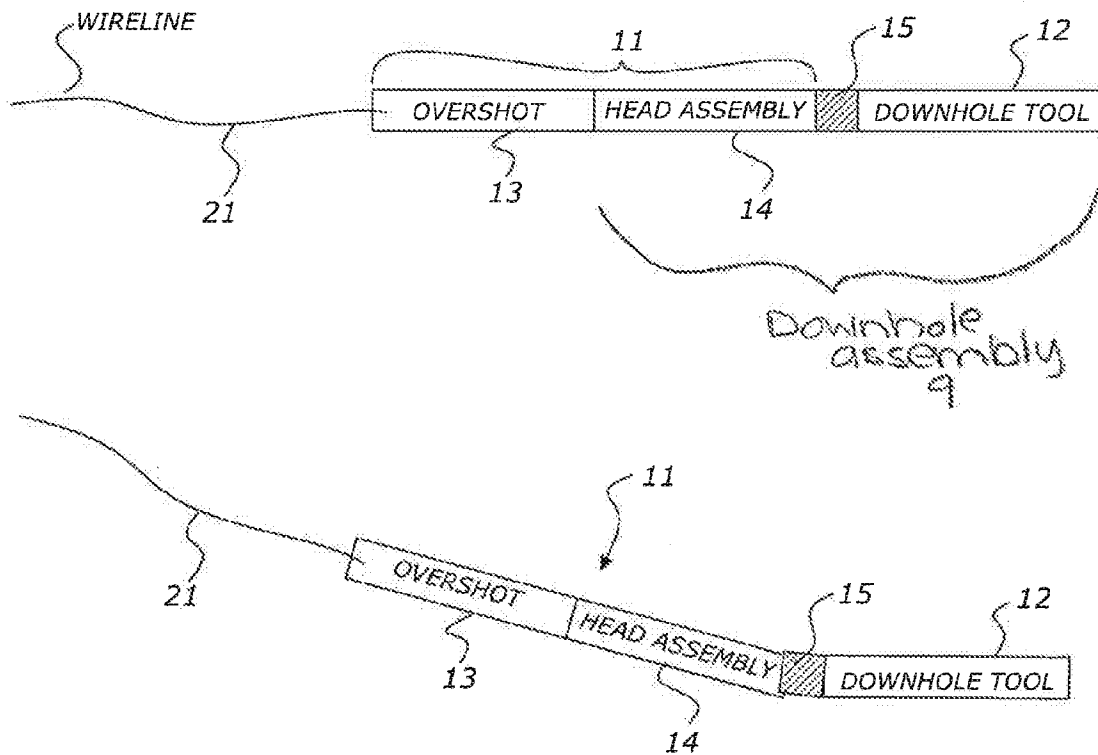 WIRELINE
11
15
12
OVERSHOT
HEAD ASSEMBLY
DOWNHOLE TOOL
21
13
14
Downhole
assembly
9
11
21
OVERSHOT
HEAD ASSEMBLY
15
12
DOWNHOLE TOOL
13
14